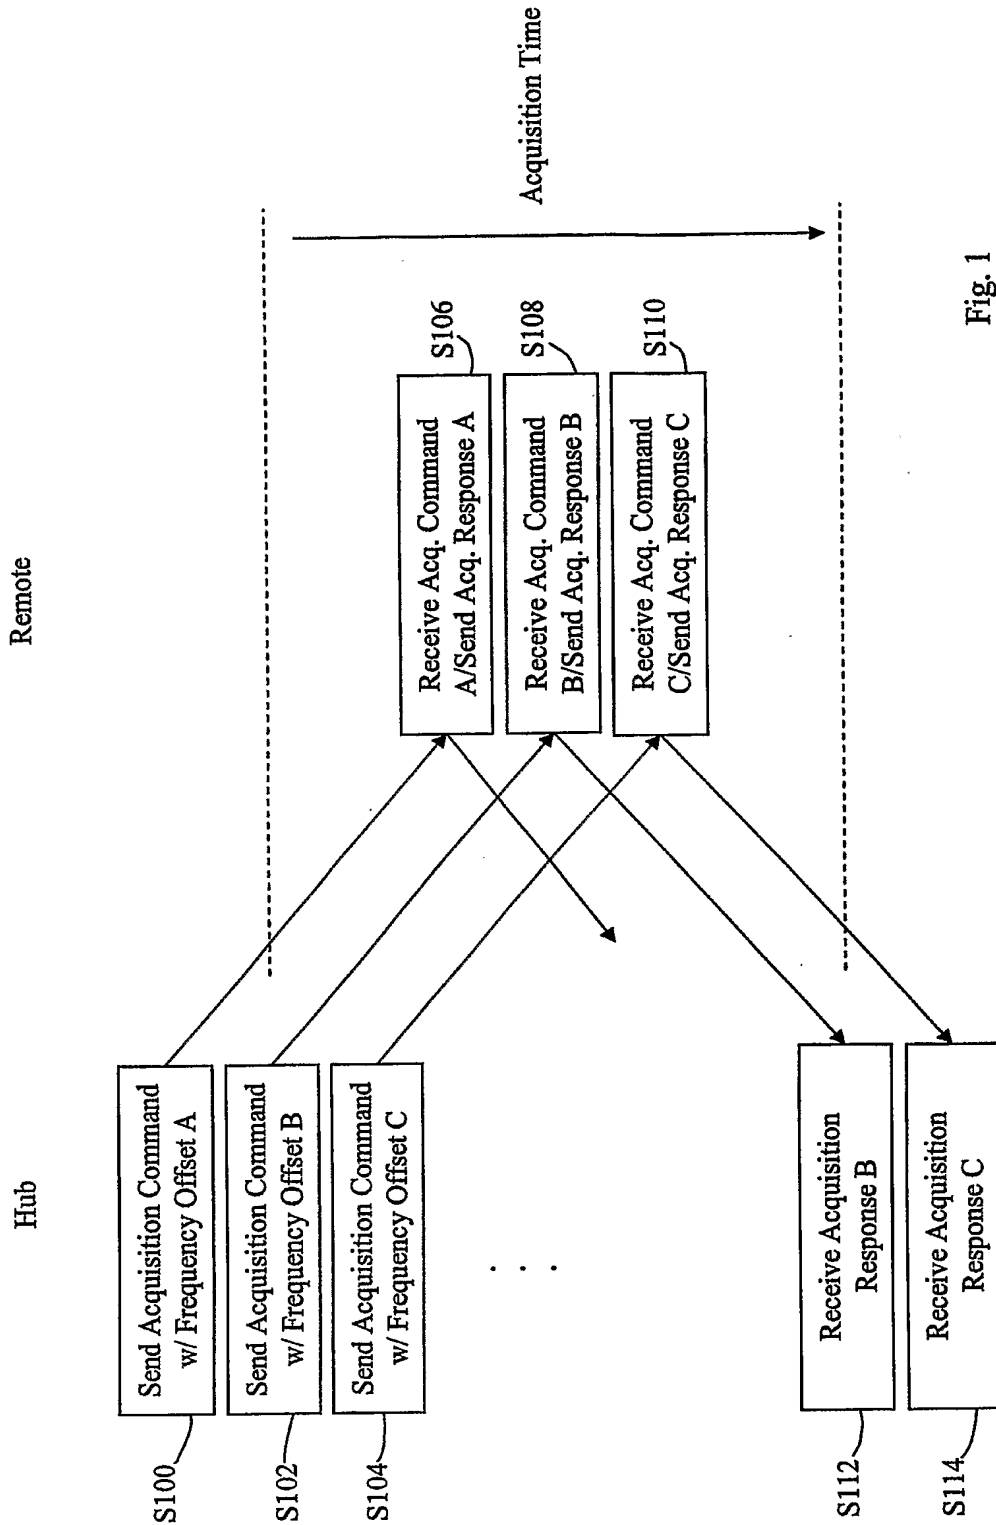 Hub
Remote
S100
Send Acquisition Command
w/ Frequency Offset A
S102
Send Acquisition Command
w/ Frequency Offset B
S104
Send Acquisition Command
w/ Frequency Offset C
. . .
Receive Acq. Command
A/Send Acq. Response A
S106
Receive Acq. Command
B/Send Acq. Response B
S108
Receive Acq. Command
C/Send Acq. Response C
S110
Acquisition Time
S112
Receive Acquisition
Response B
S114
Receive Acquisition
Response C
Fig. 1